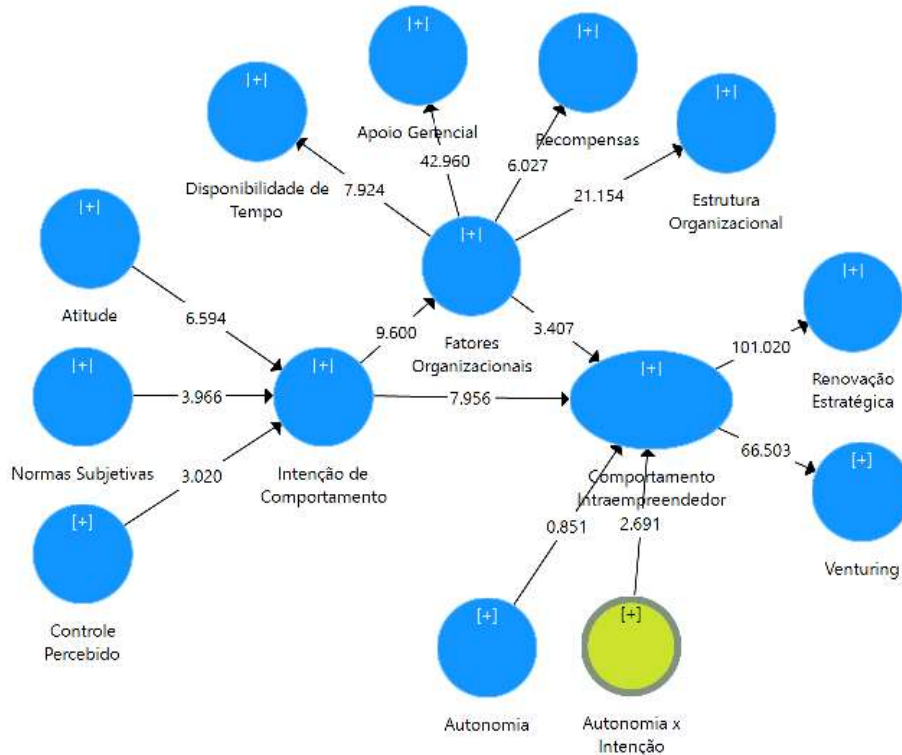 [+]
[+]
[+]
[+]
Apoio Gerencial
Recompensas
42.960
6.027
Disponibilidade de
Tempo
7.924
21.154
Estrutura
Organizacional
[+]
[+]
Atitude
6.594
9.600
Fatores
Organizacionais
3.407
[+]
101.020
Renovação
Estratégica
[+]
[+]
[+]
3.966
7.956
Normas Subjetivas
Intenção de
Comportamento
3.020
Comportamento
Intraempreendedor
66.503
[+]
Venturing
[+]
Controle
Percebido
0.851
2.691
[+]
[+]
Autonomia
Autonomia x
Intenção